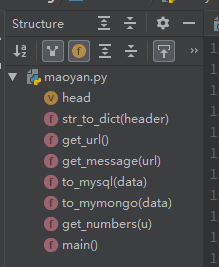 Structure
maoyan.py
V head
f str_to_dict(header)
f get_url()
f get_message(url)
f to_mysql(data)
f to_mymongo(data)
f get_numbers(u)
f main()